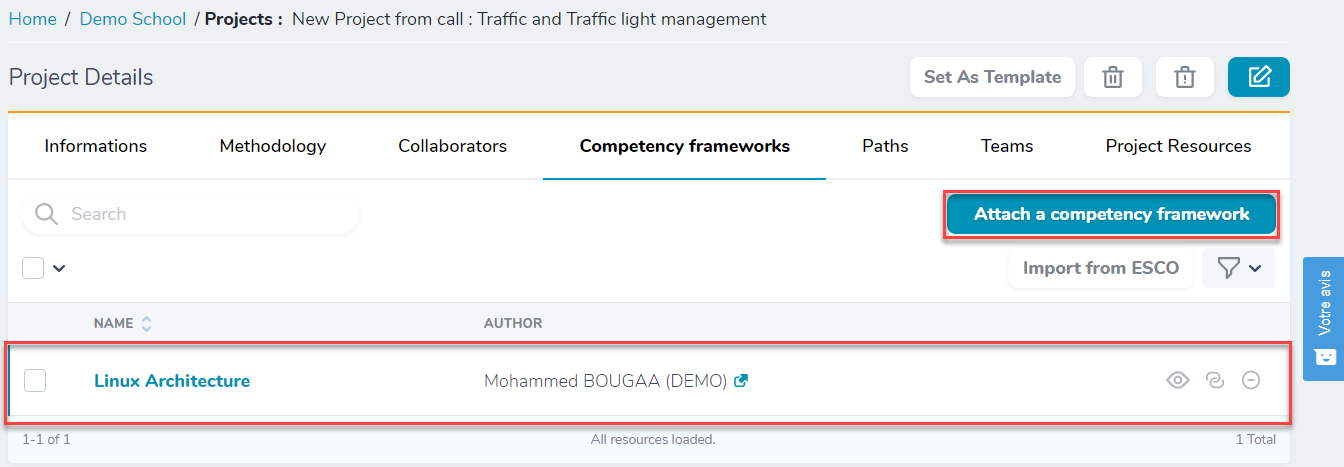 Home / Demo School / Projects : New Project from call : Traffic and Traffic light management
Project Details
Set As Template
Informations Methodology Collaborators Competency frameworks Paths Teams Project Resources
Search
Attach a competency framework
Import from ESCO
NAME AUTHOR
Linux Architecture Mohammed BOUGAA (DEMO)
1-1 of 1 All resources loaded. 1 Total
Votre avis